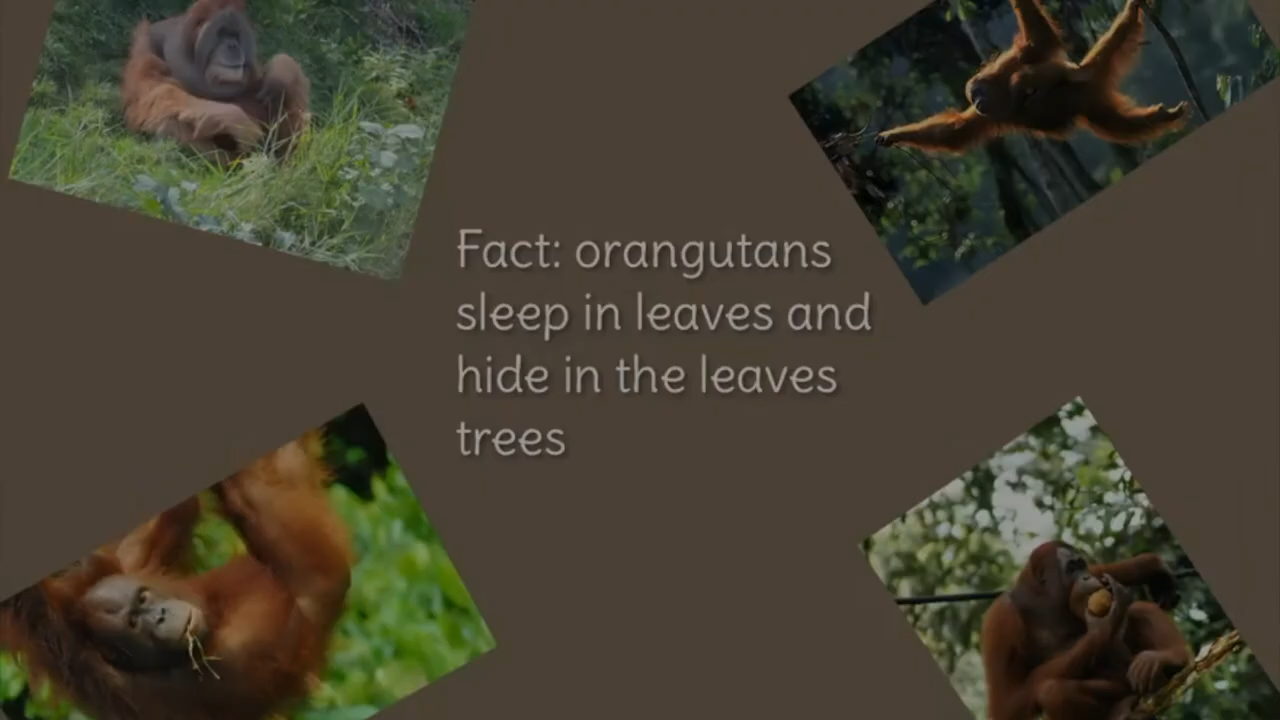 Fact: orangutans
sleep in leaves and
hide in the leaves
trees